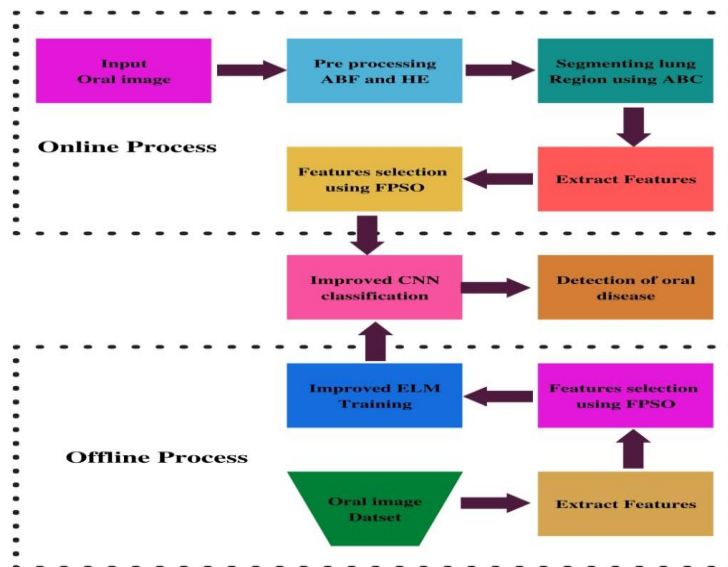 Input
Oral image
Pre processing
ABF and HE
Segmenting lung
Region using ABC
Online Process
Features selection
using FPSO
Extract Features
Improved CNN
classification
Detection of oral
disease
Improved ELM
Training
Features selection
using FPSO
Offline Process
Oral image
Datset
Extract Features